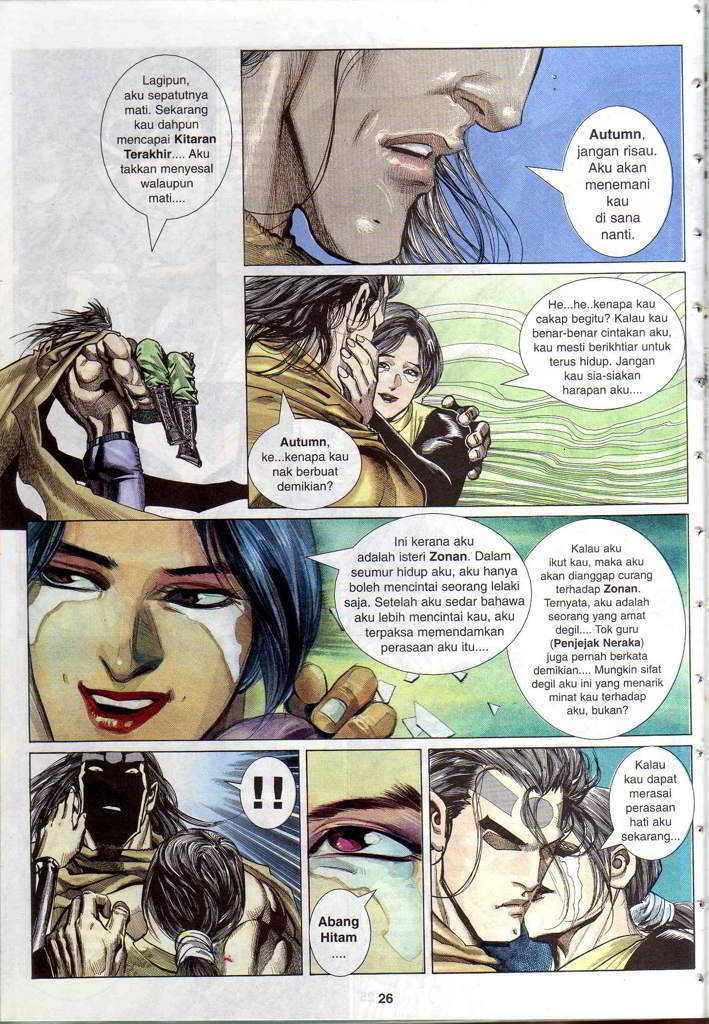 Lagipun,
aku sepatutnya
mati. Sekarang
kau dahpun
mencapai Kitaran
Terakhir.... Aku
takkan menyesal
walaupun
mati....
Autumn,
jangan risau.
Aku akan
menemani
kau
di sana
nanti.
He...he..kenapa kau
cakap begitu? Kalau kau
benar-benar cintakan aku,
kau mesti berikhtiar untuk
terus hidup. Jangan
kau sia-siakan
harapan aku....
Autumn,
ke...kenapa kau
nak berbuat
demikian?
Ini kerana aku
adalah isteri Zonan. Dalam
seumur hidup aku, aku hanya
boleh mencintai seorang lelaki
saja. Setelah aku sedar bahawa
aku lebih mencintai kau, aku
terpaksa memendamkan
perasaan aku itu....
Kalau aku
ikut kau, maka aku
akan dianggap curang
terhadap Zonan.
Ternyata, aku adalah
seorang yang amat
degil.... Tok guru
(Penjejak Neraka)
juga pernah berkata
demikian.... Mungkin sifat
degil aku ini yang menarik
minat kau terhadap
aku, bukan?
!!
Abang
Hitam
....
Kalau
kau dapat
merasai
perasaan
hati aku
sekarang...
26